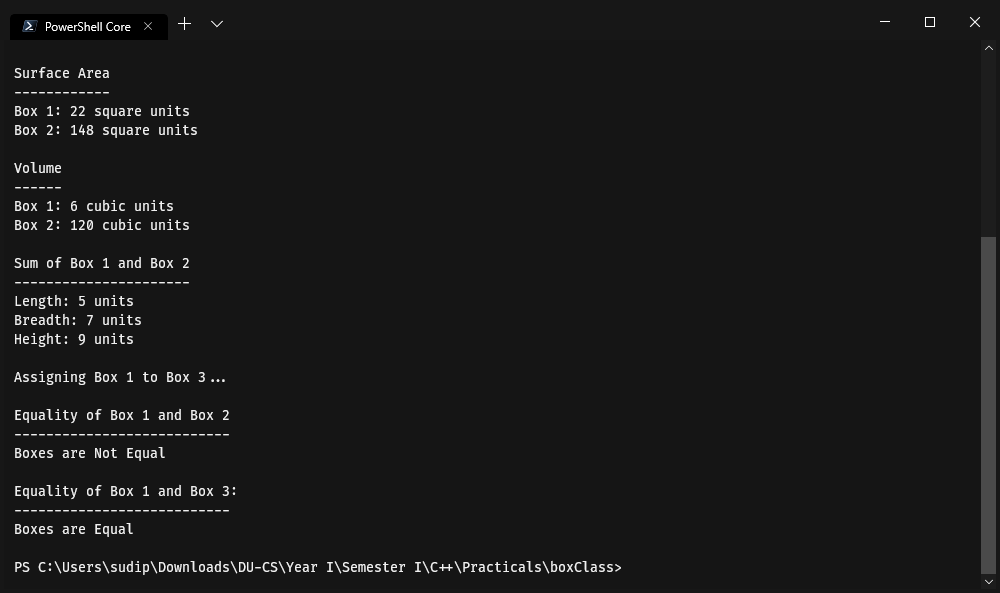 PowerShell Core
Surface Area
------------
Box 1: 22 square units
Box 2: 148 square units
Volume
------
Box 1: 6 cubic units
Box 2: 120 cubic units
Sum of Box 1 and Box 2
----------------------
Length: 5 units
Breadth: 7 units
Height: 9 units
Assigning Box 1 to Box 3...
Equality of Box 1 and Box 2
---------------------------
Boxes are Not Equal
Equality of Box 1 and Box 3:
---------------------------
Boxes are Equal
PS C:\Users\sudip\Downloads\DU-CS\Year I\Semester I\C++\Practicals\boxClass>